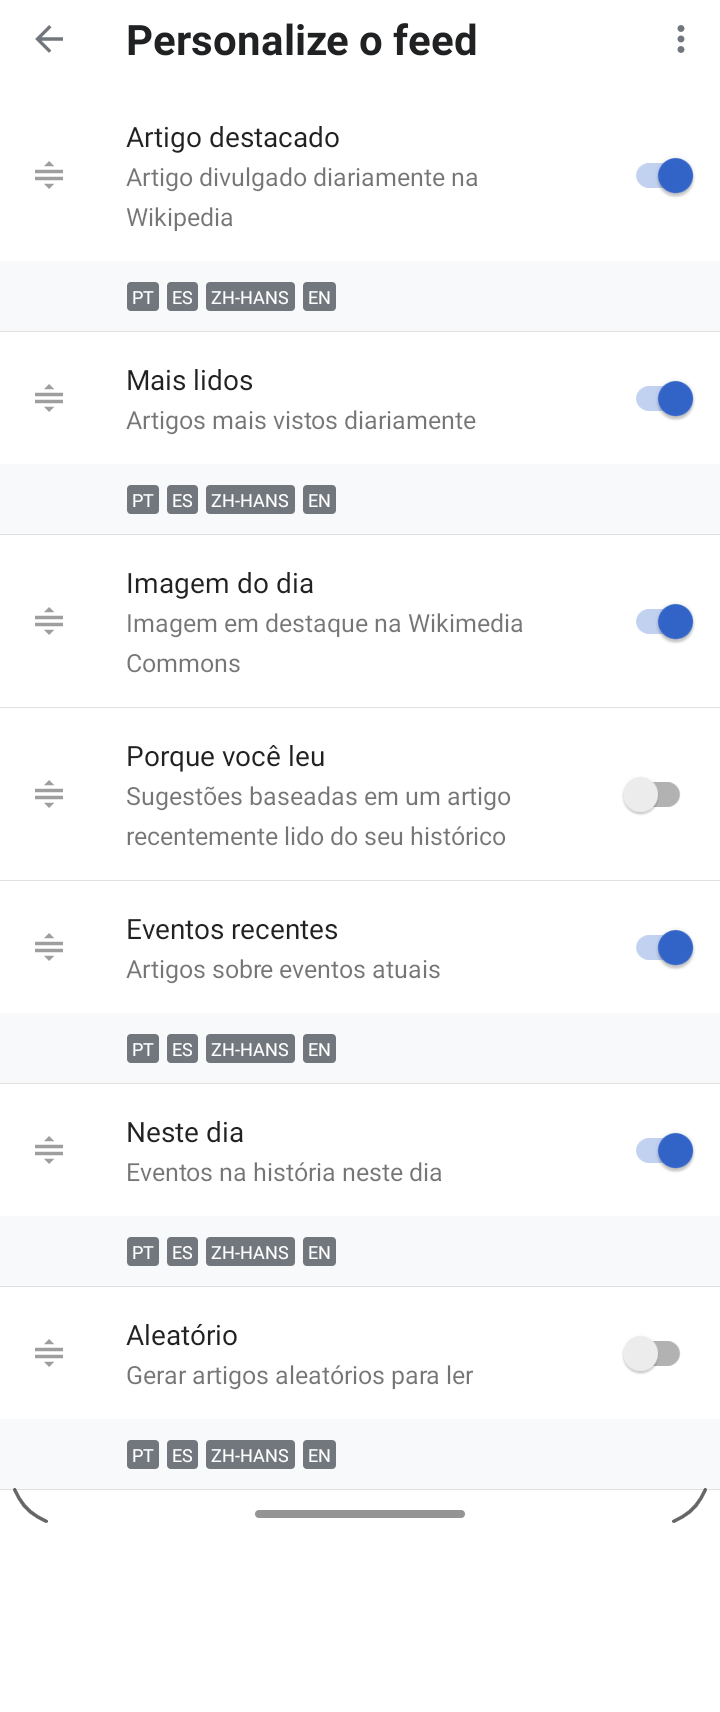 Personalize o feed
Artigo destacado
Artigo divulgado diariamente na
Wikipedia
PT ES ZH-HANS EN
Mais lidos
Artigos mais vistos diariamente
PT ES ZH-HANS EN
Imagem do dia
Imagem em destaque na Wikimedia
Commons
Porque você leu
Sugestões baseadas em um artigo
recentemente lido do seu histórico
Eventos recentes
Artigos sobre eventos atuais
PT ES ZH-HANS EN
Neste dia
Eventos na história neste dia
PT ES ZH-HANS EN
Aleatório
Gerar artigos aleatórios para ler
PT ES ZH-HANS EN